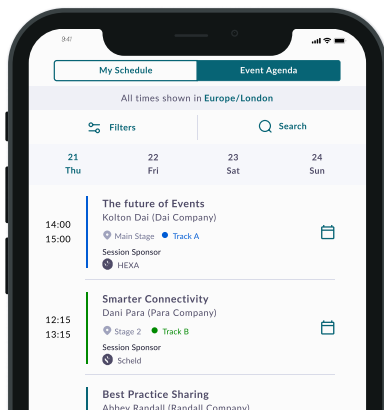 9:41
My Schedule
Event Agenda
All times shown in Europe/London
Filters
Search
21
Thu
22
Fri
23
Sat
24
Sun
14:00
15:00
The future of Events
Kolton Dai (Dai Company)
Main Stage
Track A
Session Sponsor
HEXA
12:15
13:15
Smarter Connectivity
Dani Para (Para Company)
Stage 2
Track B
Session Sponsor
Scheld
Best Practice Sharing
Abbey Randall (Randall Company)